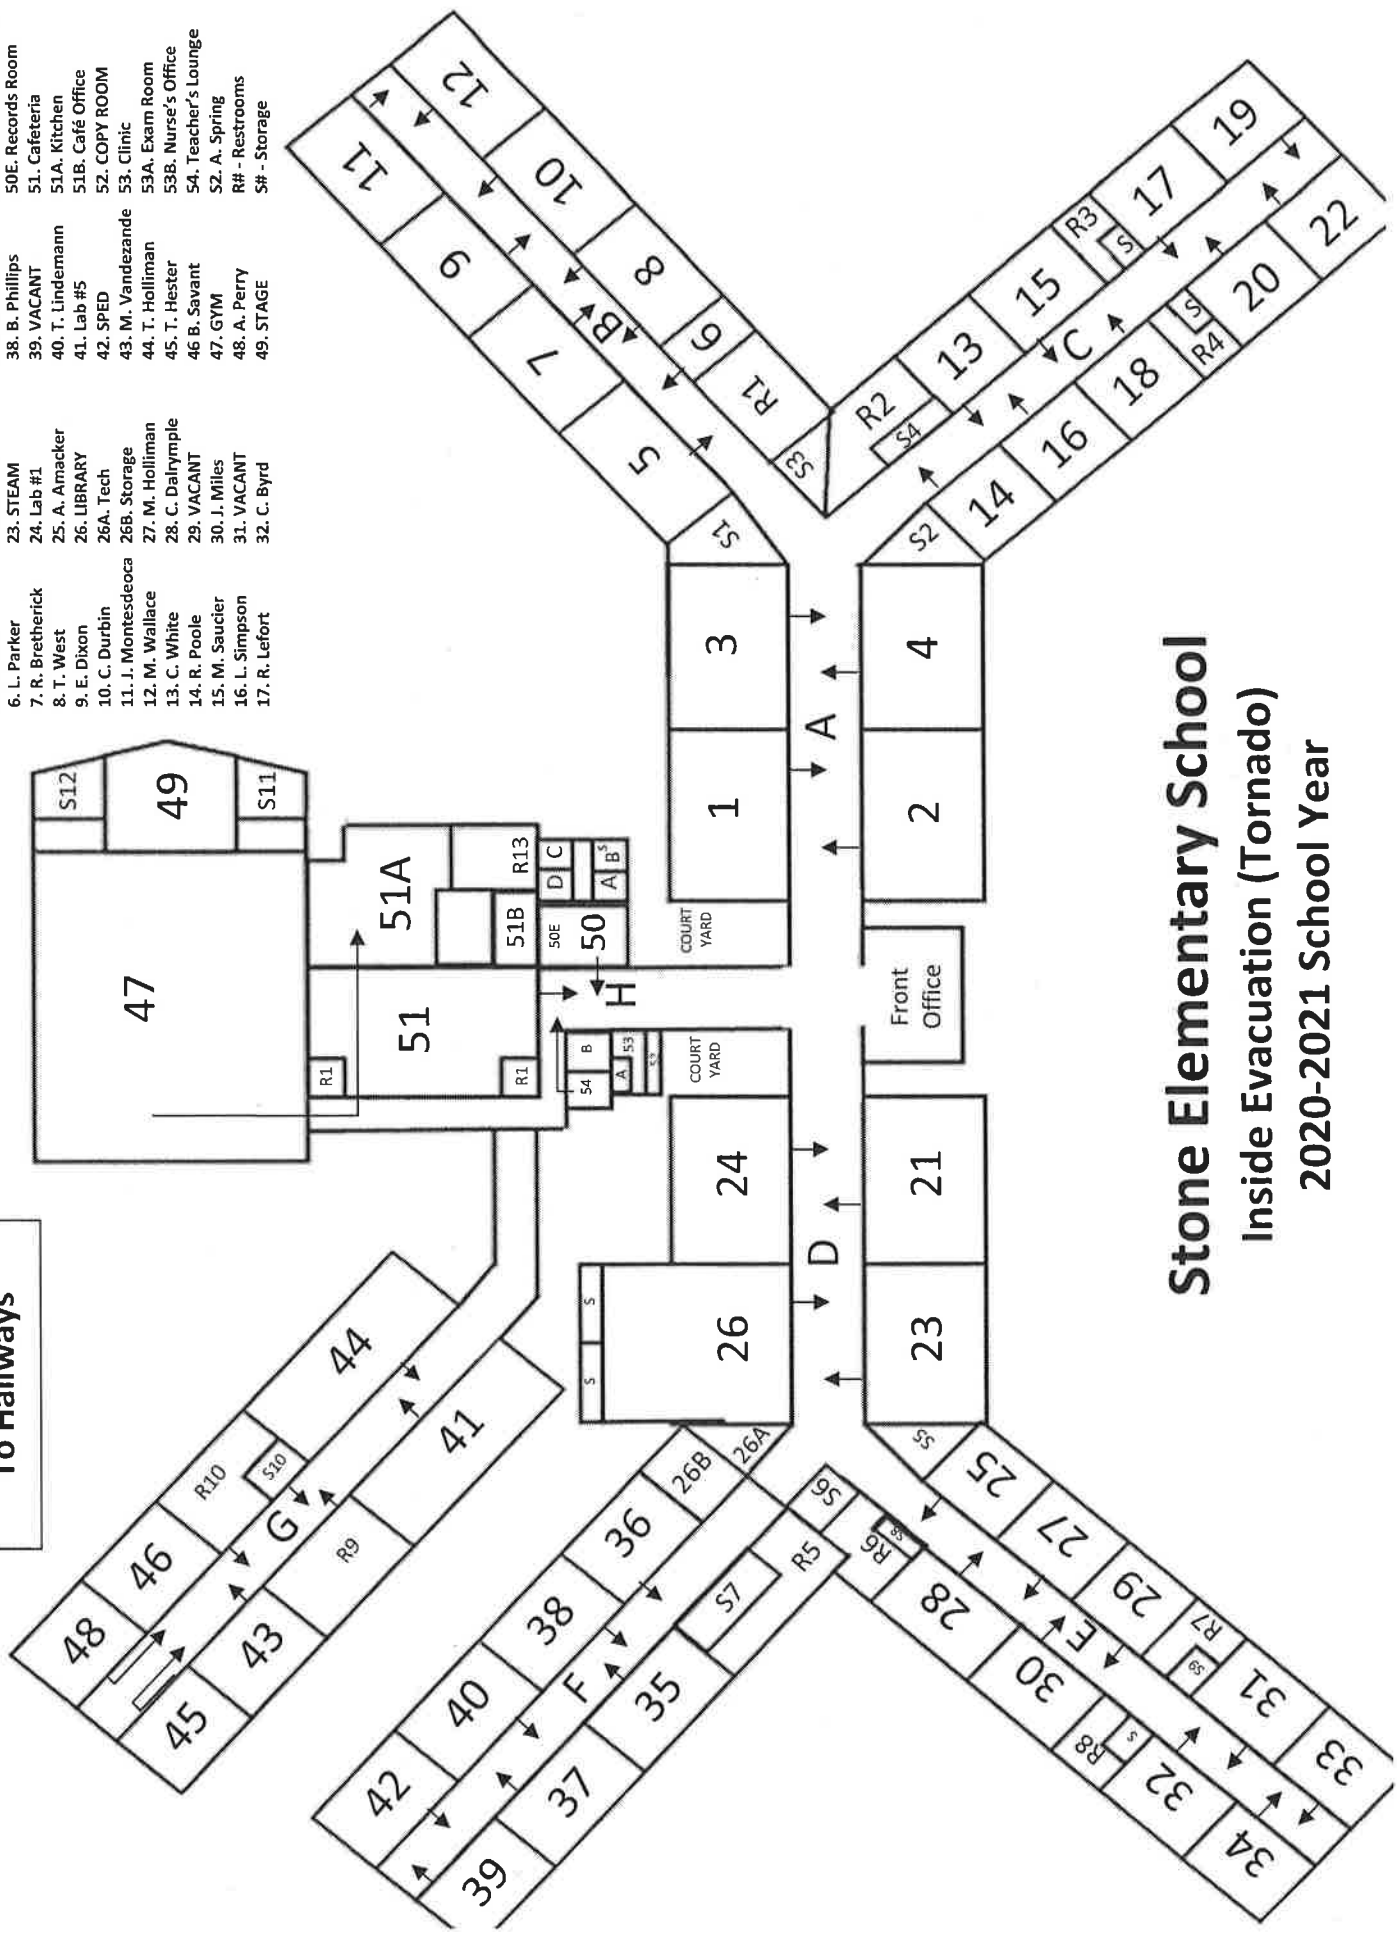 To Hallways
6. L. Parker
7. R. Bretherick
8. T. West
9. E. Dixon
10. C. Durbin
11. J. Montesdeoca
12. M. Wallace
13. C. White
14. R. Poole
15. M. Saucier
16. L. Simpson
17. R. Lefort
23. STEAM
24. Lab #1
25. A. Amacker
26. LIBRARY
26A. Tech
26B. Storage
27. M. Holliman
28. C. Dalrymple
29. VACANT
30. J. Miles
31. VACANT
32. C. Byrd
38. B. Phillips
39. VACANT
40. T. Lindemann
41. Lab #5
42. SPED
43. M. Vandezande
44. T. Holliman
45. T. Hester
46 B. Savant
47. GYM
48. A. Perry
49. STAGE
50E. Records Room
51. Cafeteria
51A. Kitchen
51B. Café Office
52. COPY ROOM
53. Clinic
53A. Exam Room
53B. Nurse's Office
54. Teacher's Lounge
S2. A. Spring
R# - Restrooms
S# - Storage
48
46
R10
S10
44
G
45
43
R9
41
47
S12
49
S11
R1
51
R1
51A
51B
R13
50E
50
D
C
A
B
S
H
54
B
A
53
COURT
YARD
COURT
YARD
42
40
38
36
26B
26A
F
39
37
35
S7
R5
S
S
26
24
D
23
21
Front
Office
1
3
A
2
4
S1
5
7
9
11
B
S3
R1
6
8
10
12
R2
S4
13
15
R3
S
17
19
C
S2
14
16
18
R4
S
20
22
S6
R6
S8
28
30
R8
S
32
34
E
S5
25
27
29
R7
S9
31
33
Stone Elementary School
Inside Evacuation (Tornado)
2020-2021 School Year